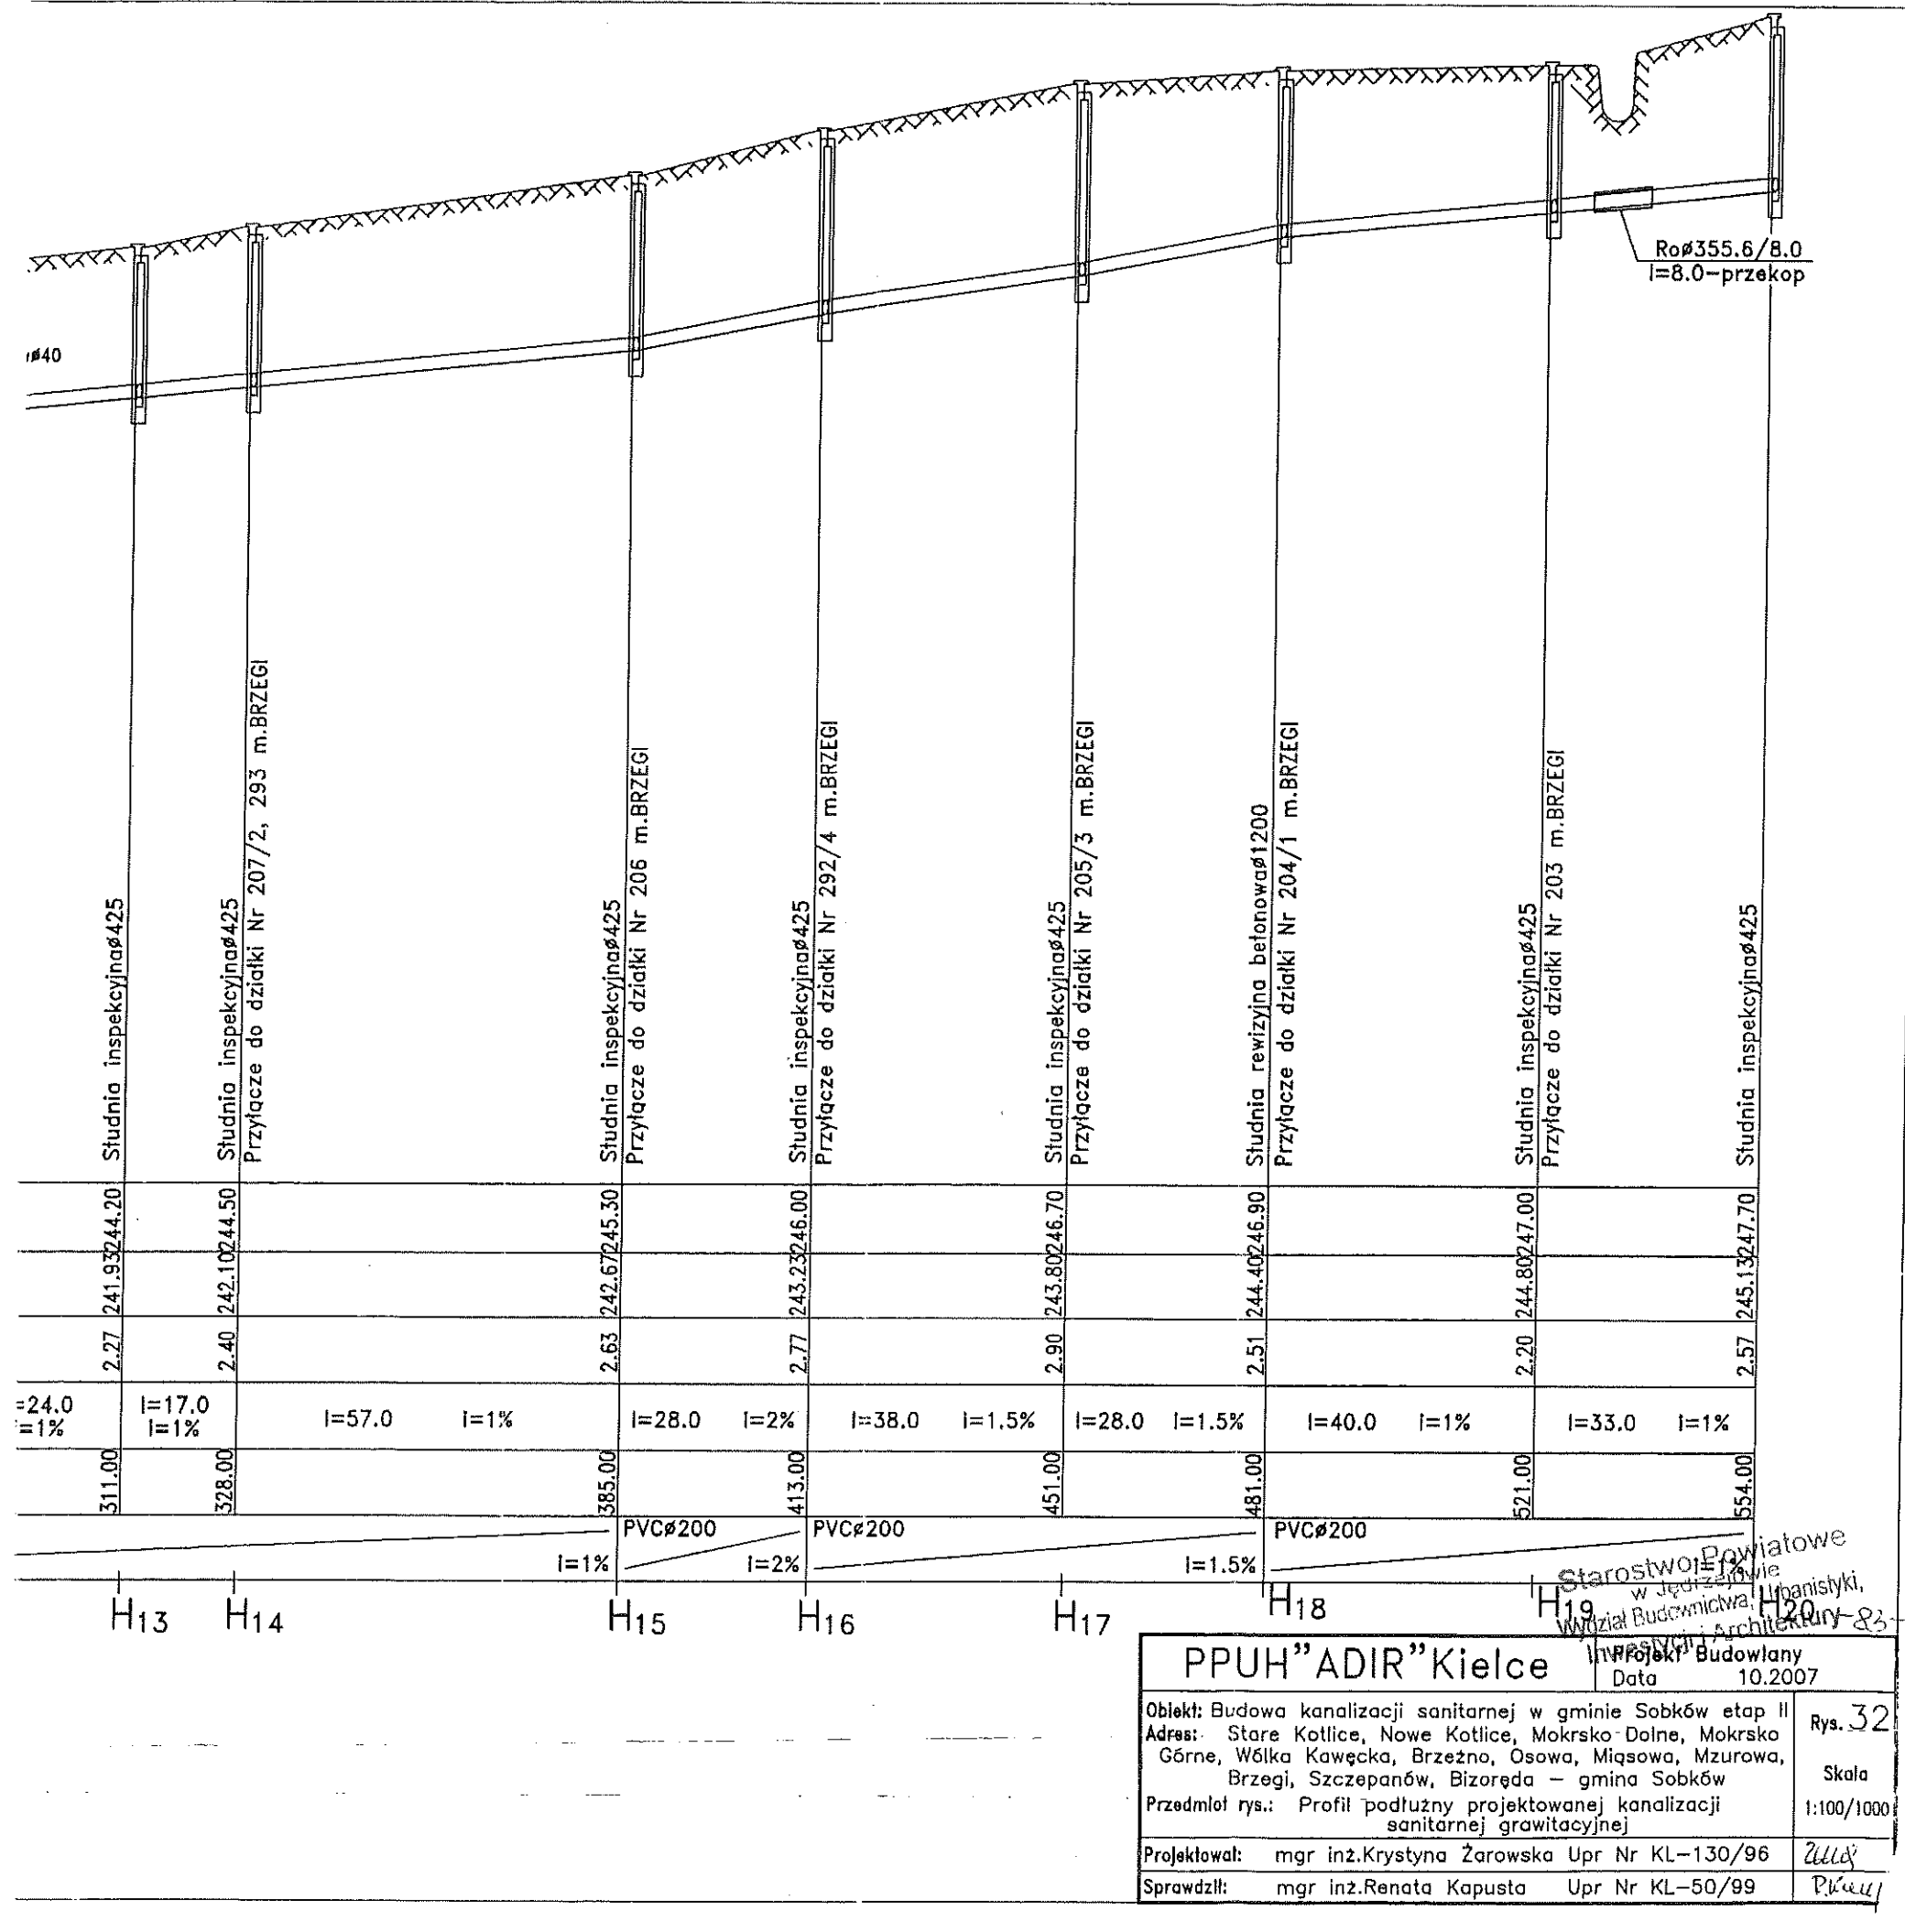 Roø355.6/8.0
l=8.0-przekop
ø40
Studnia inspekcyjnaø425
Studnia inspekcyjnaø425
Przyłącze do działki Nr 207/2, 293 m.BRZEGI
Studnia inspekcyjnaø425
Przyłącze do działki Nr 206 m.BRZEGI
Studnia inspekcyjnaø425
Przyłącze do działki Nr 292/4 m.BRZEGI
Studnia inspekcyjnaø425
Przyłącze do działki Nr 205/3 m.BRZEGI
Studnia rewizyjna betonowaø1200
Przyłącze do działki Nr 204/1 m.BRZEGI
Studnia inspekcyjnaø425
Przyłącze do działki Nr 203 m.BRZEGI
Studnia inspekcyjnaø425
244.20 244.50 245.30 246.00 246.70 246.90 247.00 247.70
241.93 242.10 242.67 243.23 243.80 244.40 244.80 245.13
2.27 2.40 2.63 2.77 2.90 2.51 2.20 2.57
=24.0 l=17.0 l=57.0 i=1% l=28.0 i=2% l=38.0 i=1.5% l=28.0 i=1.5% l=40.0 i=1% l=33.0 i=1%
=1% i=1%
311.00 328.00 385.00 413.00 451.00 481.00 521.00 554.00
PVCø200 PVCø200 PVCø200
i=1% i=2% i=1.5% i=1%
H13 H14 H15 H16 H17 H18 H19 H20
Starostwo Powiatowe
w Jędrzejowie
Wydział Budownictwa, Urbanistyki,
Inwestycji i Architektury -83-
PPUH"ADIR"Kielce
Projekt Budowlany
Data 10.2007
Obiekt: Budowa kanalizacji sanitarnej w gminie Sobków etap II
Adres: Stare Kotlice, Nowe Kotlice, Mokrsko Dolne, Mokrsko
Górne, Wólka Kawęcka, Brzeźno, Osowa, Miąsowa, Mzurowa,
Brzegi, Szczepanów, Bizoręda – gmina Sobków
Rys. 32
Skala
1:100/1000
Przedmiot rys.: Profil podłużny projektowanej kanalizacji
sanitarnej grawitacyjnej
Projektował: mgr inż.Krystyna Żarowska Upr Nr KL-130/96
Sprawdził: mgr inż.Renata Kapusta Upr Nr KL-50/99